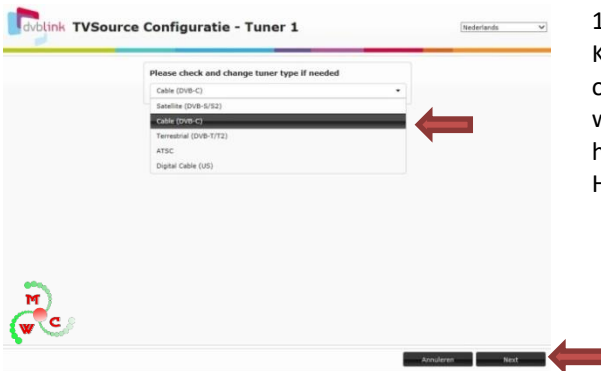 dvblink TVSource Configuratie - Tuner 1
Nederlands
Please check and change tuner type if needed
Cable (DVB-C)
Satellite (DVB-S/S2)
Cable (DVB-C)
Terrestrial (DVB-T/T2)
ATSC
Digital Cable (US)
M
W C
Annuleren Next
1
K